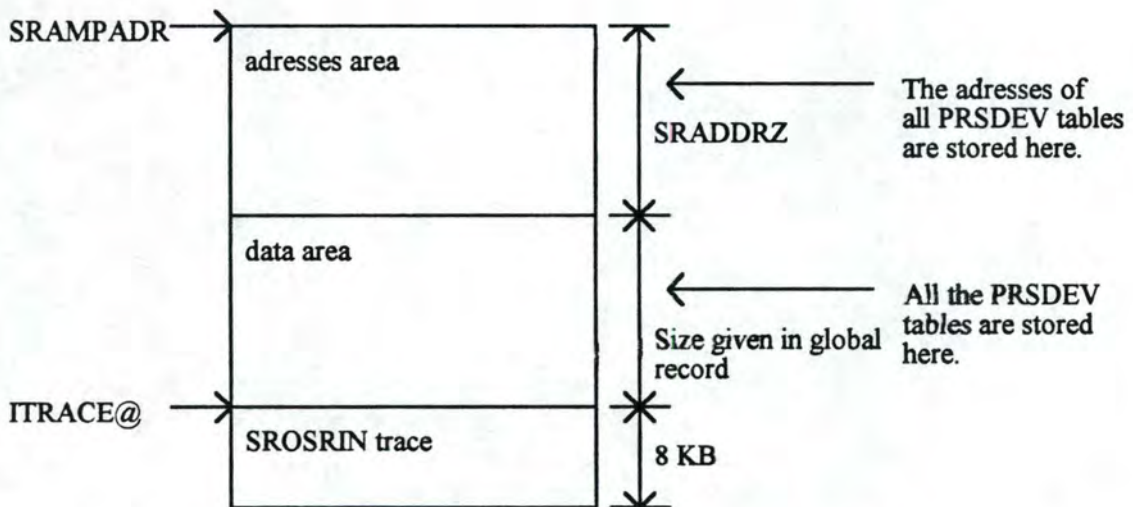 SRAMPADR
adresses area
SRADDRZ
The adresses of
all PRSDEV tables
are stored here.
data area
Size given in global
record
All the PRSDEV
tables are stored
here.
ITRACE@
SROSRIN trace
8 KB